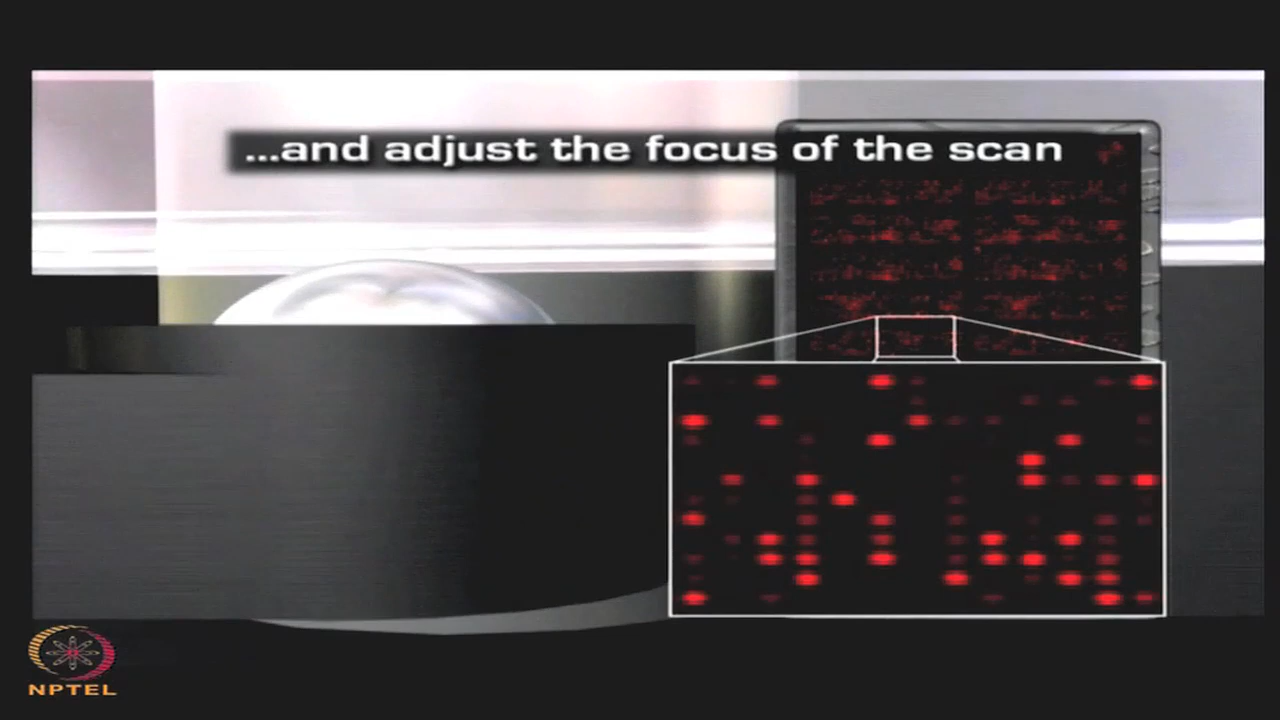 ...and adjust the focus of the scan
NPTEL